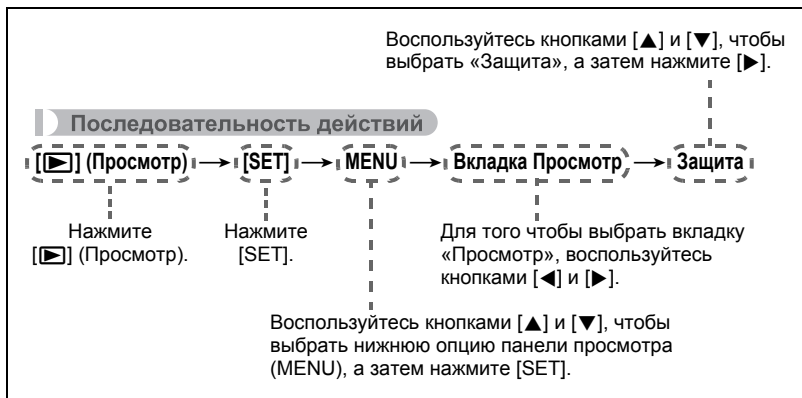 Воспользуйтесь кнопками [▲] и [▼], чтобы
выбрать «Защита», а затем нажмите [▶].
Последовательность действий
[▶] (Просмотр) → [SET] → MENU → Вкладка Просмотр → Защита
Нажмите
[▶] (Просмотр).
Нажмите
[SET].
Для того чтобы выбрать вкладку
«Просмотр», воспользуйтесь
кнопками [◀] и [▶].
Воспользуйтесь кнопками [▲] и [▼], чтобы
выбрать нижнюю опцию панели просмотра
(MENU), а затем нажмите [SET].